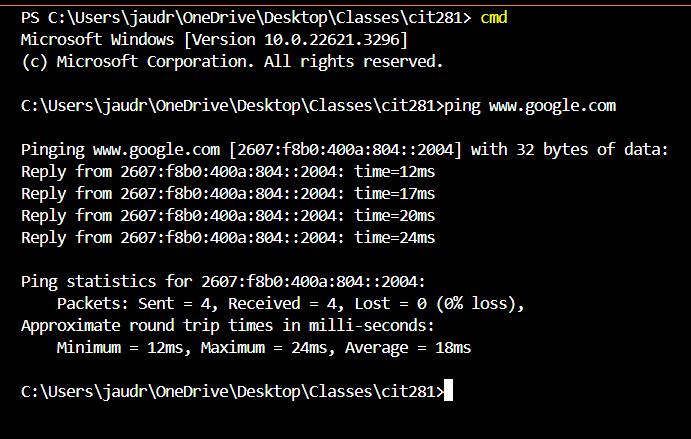 PS C:\Users\jaudr\OneDrive\Desktop\Classes\cit281> cmd
Microsoft Windows [Version 10.0.22621.3296]
(c) Microsoft Corporation. All rights reserved.
C:\Users\jaudr\OneDrive\Desktop\Classes\cit281>ping www.google.com
Pinging www.google.com [2607:f8b0:400a:804::2004] with 32 bytes of data:
Reply from 2607:f8b0:400a:804::2004: time=12ms
Reply from 2607:f8b0:400a:804::2004: time=17ms
Reply from 2607:f8b0:400a:804::2004: time=20ms
Reply from 2607:f8b0:400a:804::2004: time=24ms
Ping statistics for 2607:f8b0:400a:804::2004:
    Packets: Sent = 4, Received = 4, Lost = 0 (0% loss),
Approximate round trip times in milli-seconds:
    Minimum = 12ms, Maximum = 24ms, Average = 18ms
C:\Users\jaudr\OneDrive\Desktop\Classes\cit281>